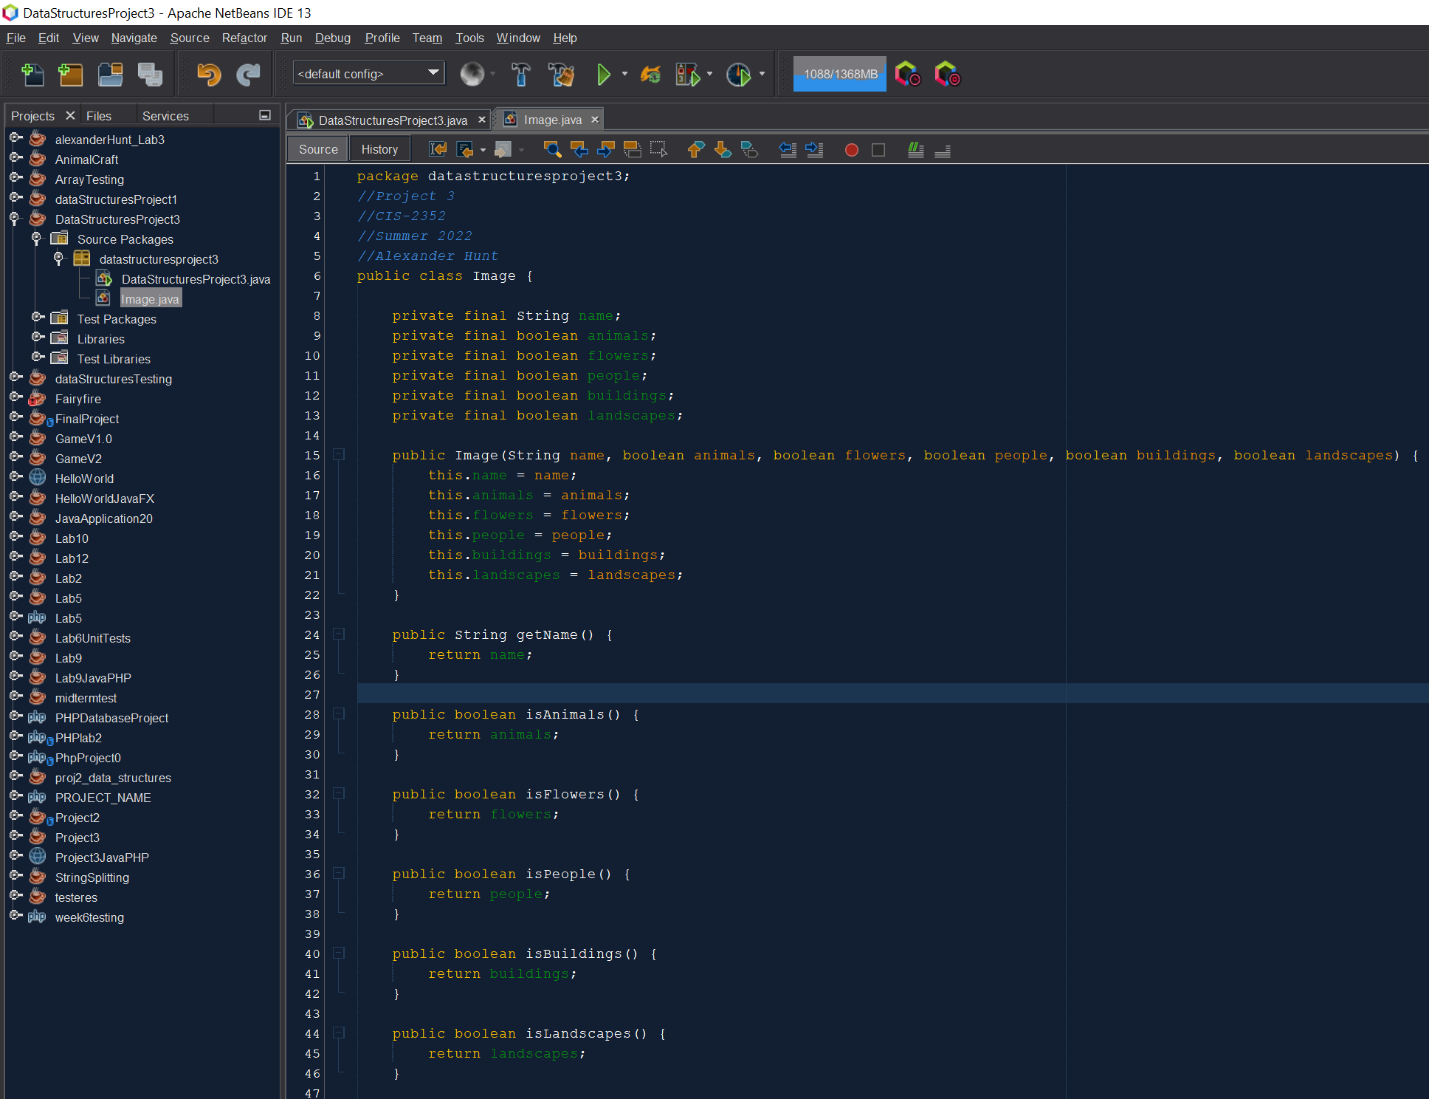 DataStructuresProject3 - Apache NetBeans IDE 13
File Edit View Navigate Source Refactor Run Debug Profile Team Tools Window Help
<default config>
1088/1368MB
Projects Files Services
DataStructuresProject3.java Image.java
Source History
alexanderHunt_Lab3
AnimalCraft
ArrayTesting
dataStructuresProject1
DataStructuresProject3
Source Packages
datastructuresproject3
DataStructuresProject3.java
Image.java
Test Packages
Libraries
Test Libraries
dataStructuresTesting
Fairyfire
FinalProject
GameV1.0
GameV2
HelloWorld
HelloWorldJavaFX
JavaApplication20
Lab10
Lab12
Lab2
Lab5
php Lab5
Lab6UnitTests
Lab9
Lab9JavaPHP
midtermtest
php PHPDatabaseProject
php PHPlab2
php PhpProject0
proj2_data_structures
php PROJECT_NAME
Project2
Project3
Project3JavaPHP
StringSplitting
testeres
php week6testing
1 package datastructuresproject3;
2 //Project 3
3 //CIS-2352
4 //Summer 2022
5 //Alexander Hunt
6 public class Image {
7
8 private final String name;
9 private final boolean animals;
10 private final boolean flowers;
11 private final boolean people;
12 private final boolean buildings;
13 private final boolean landscapes;
14
15 public Image(String name, boolean animals, boolean flowers, boolean people, boolean buildings, boolean landscapes) {
16 this.name = name;
17 this.animals = animals;
18 this.flowers = flowers;
19 this.people = people;
20 this.buildings = buildings;
21 this.landscapes = landscapes;
22 }
23
24 public String getName() {
25 return name;
26 }
27
28 public boolean isAnimals() {
29 return animals;
30 }
31
32 public boolean isFlowers() {
33 return flowers;
34 }
35
36 public boolean isPeople() {
37 return people;
38 }
39
40 public boolean isBuildings() {
41 return buildings;
42 }
43
44 public boolean isLandscapes() {
45 return landscapes;
46 }
47